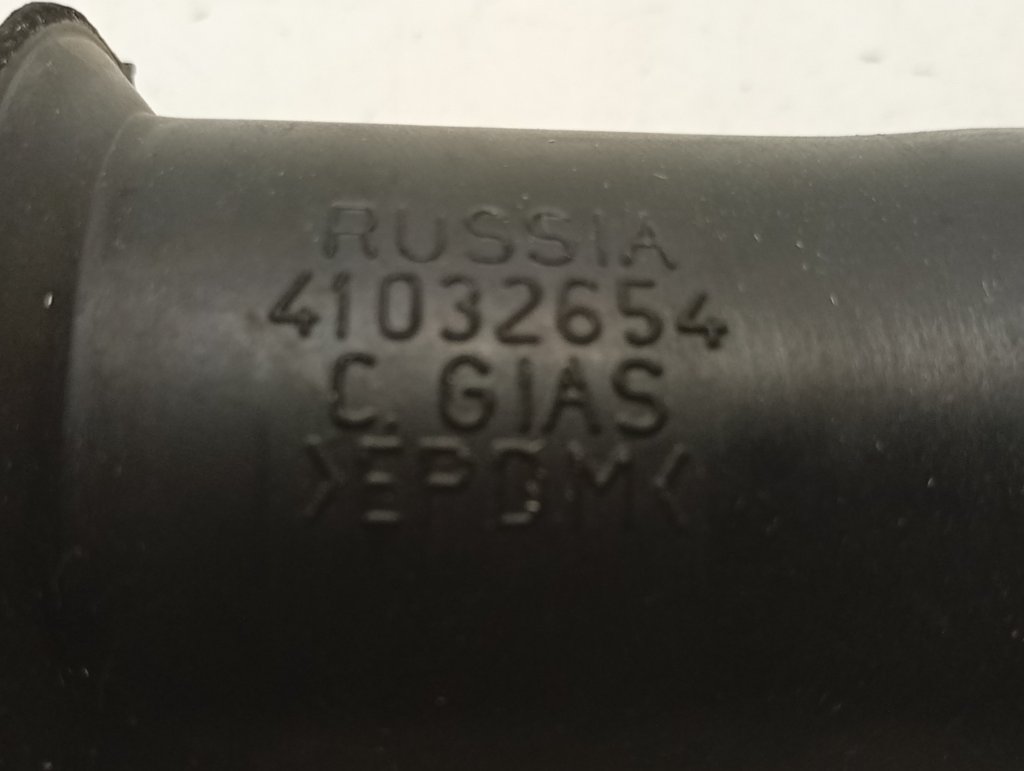 RUSSIA
41032654
C. GIAS
>EPDM<